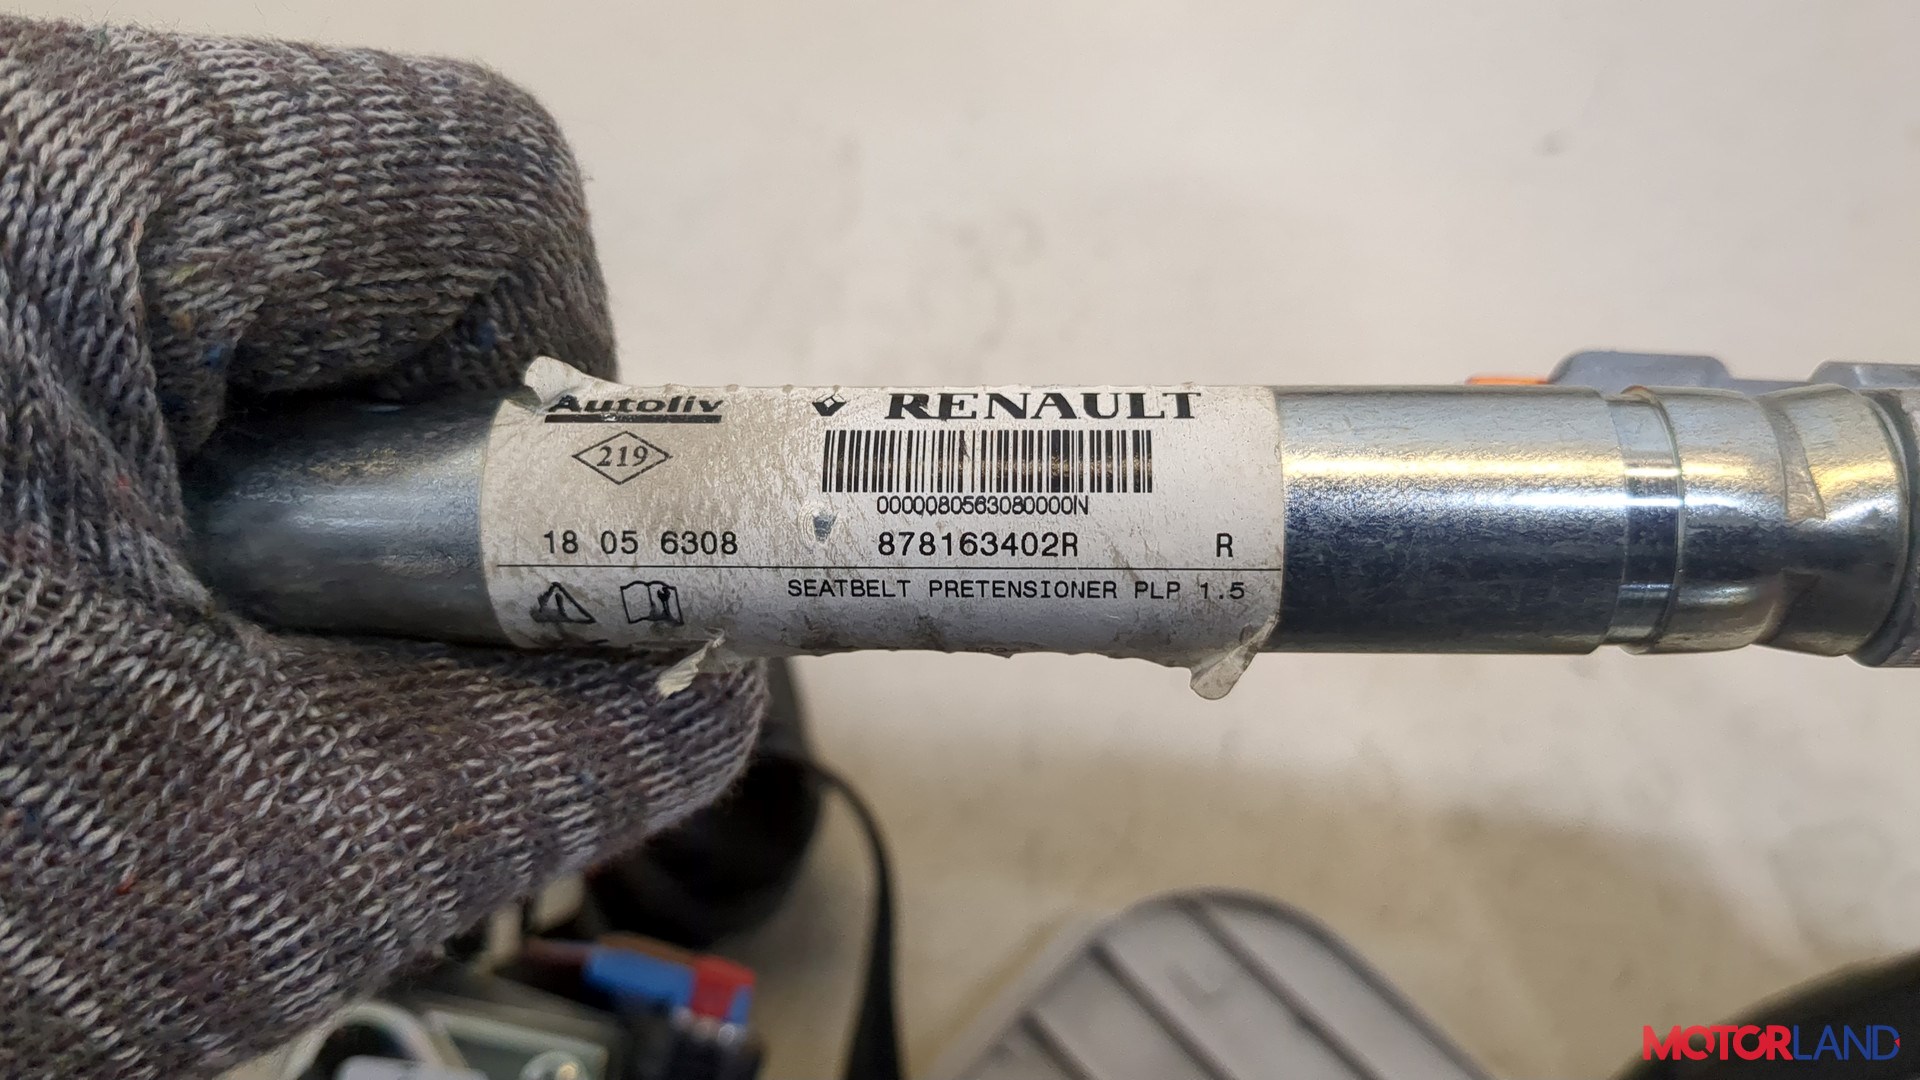 Autoliv
RENAULT
219
0000080563080000N
18 05 6308
878163402R
R
SEATBELT PRETENSIONER PLP 1.5
MOTORLAND